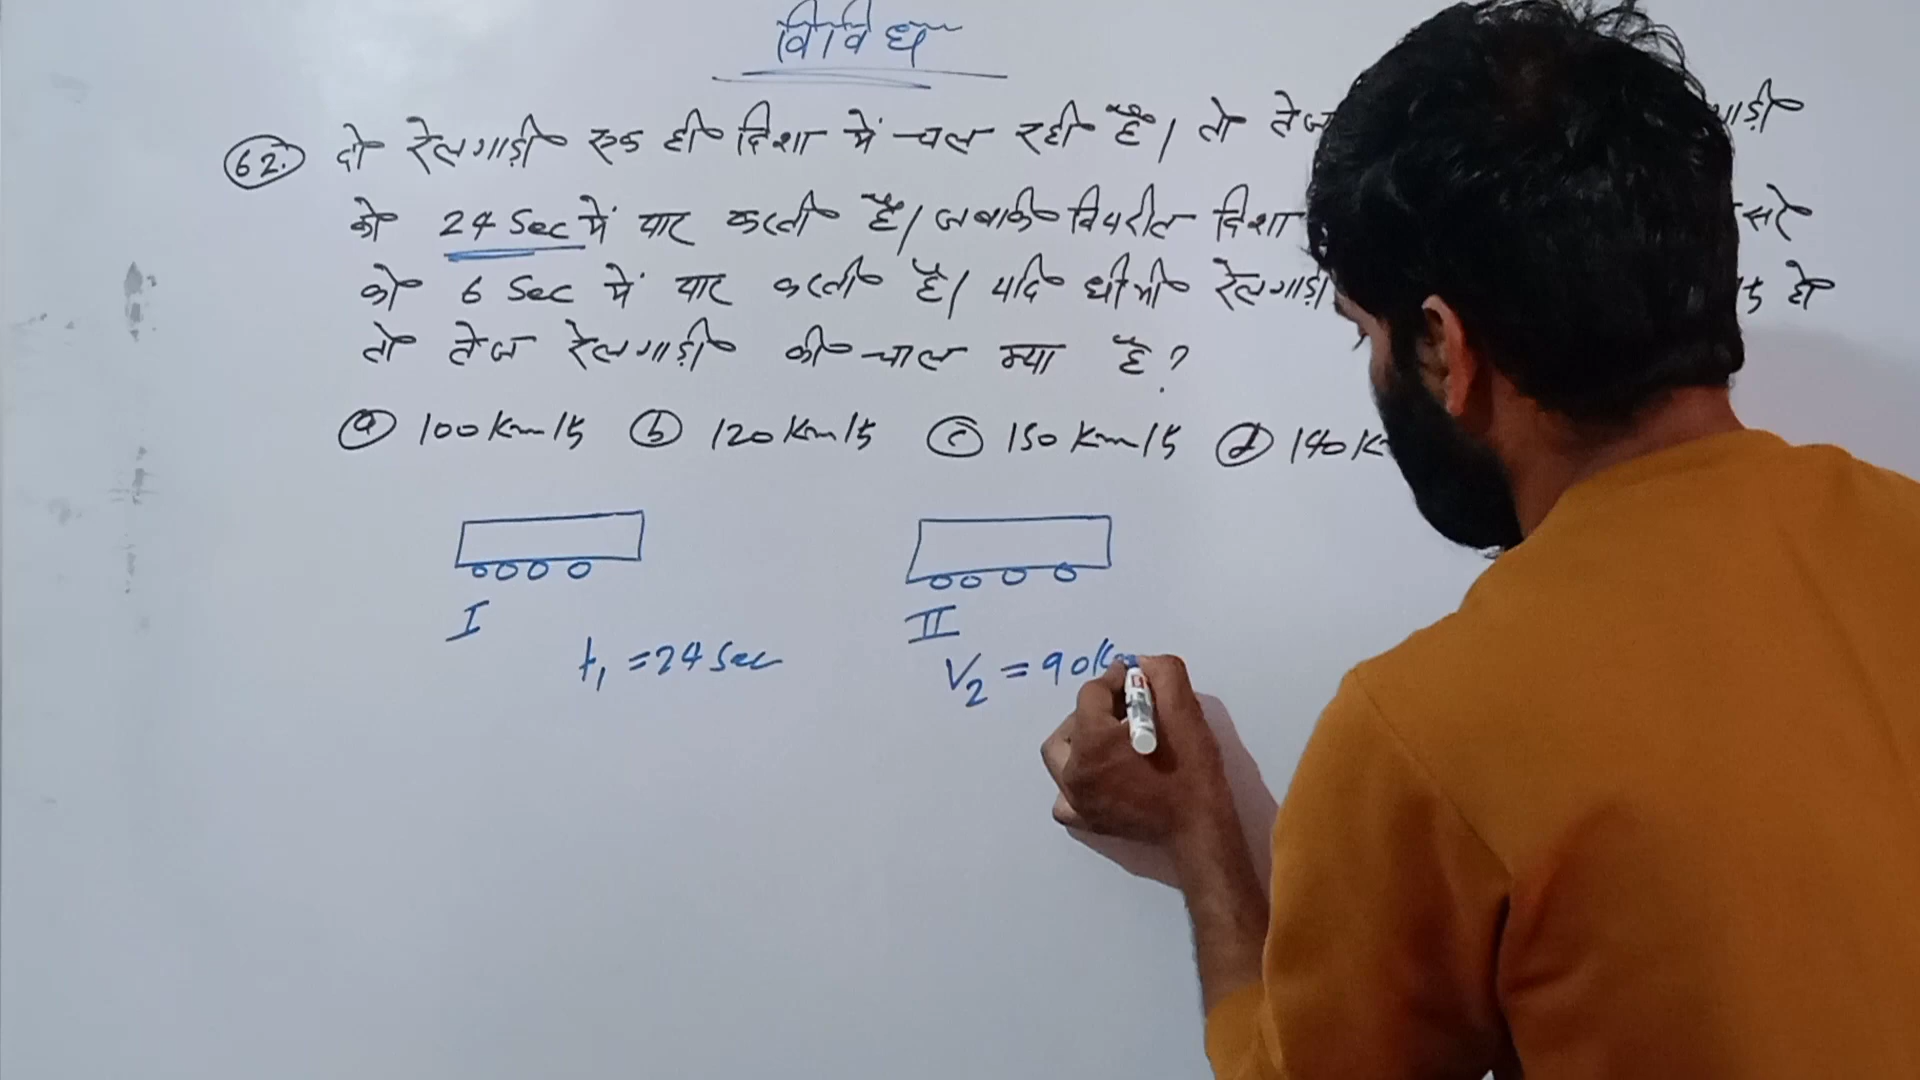 विविध
62. दो रेलगाड़ी एक ही दिशा में चल रही है। तो तेज
को 24 Sec में पार करती है। जबकि विपरीत दिशा
को 6 Sec में पार करती है। यदि धीमी रेलगाड़ी हो
तो तेज रेलगाड़ी की चाल क्या है?
(a) 100 Km/h (b) 120 Km/h (c) 150 Km/h (d) 140 K
I II
t₁ = 24 Sec V₂ = 90 Km